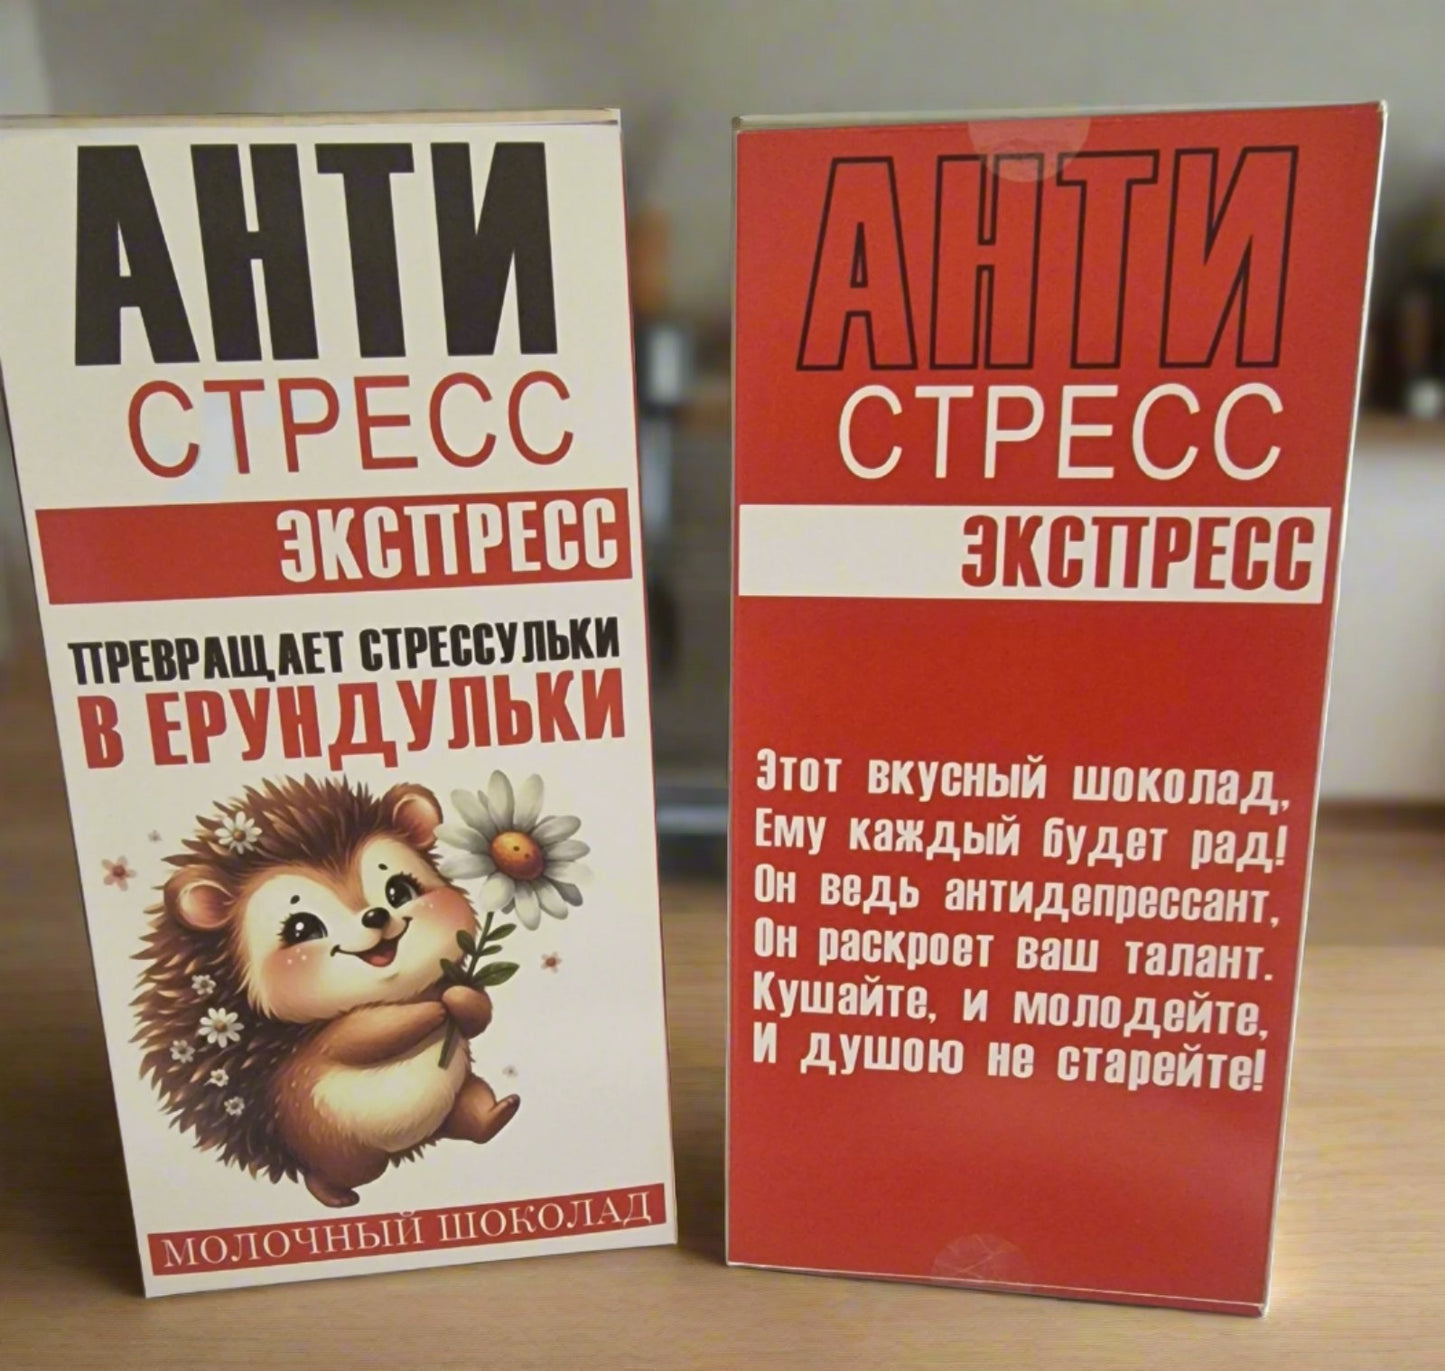 АНТИ
СТРЕСС
ЭКСПРЕСС
ПРЕВРАЩАЕТ СТРЕССУЛЬКИ
В ЕРУНДУЛЬКИ
МОЛОЧНЫЙ ШОКОЛАД
АНТИ
СТРЕСС
ЭКСПРЕСС
Этот вкусный шоколад,
Ему каждый будет рад!
Он ведь антидепрессант,
Он раскроет ваш талант.
Кушайте, и молодейте,
И душою не старейте!